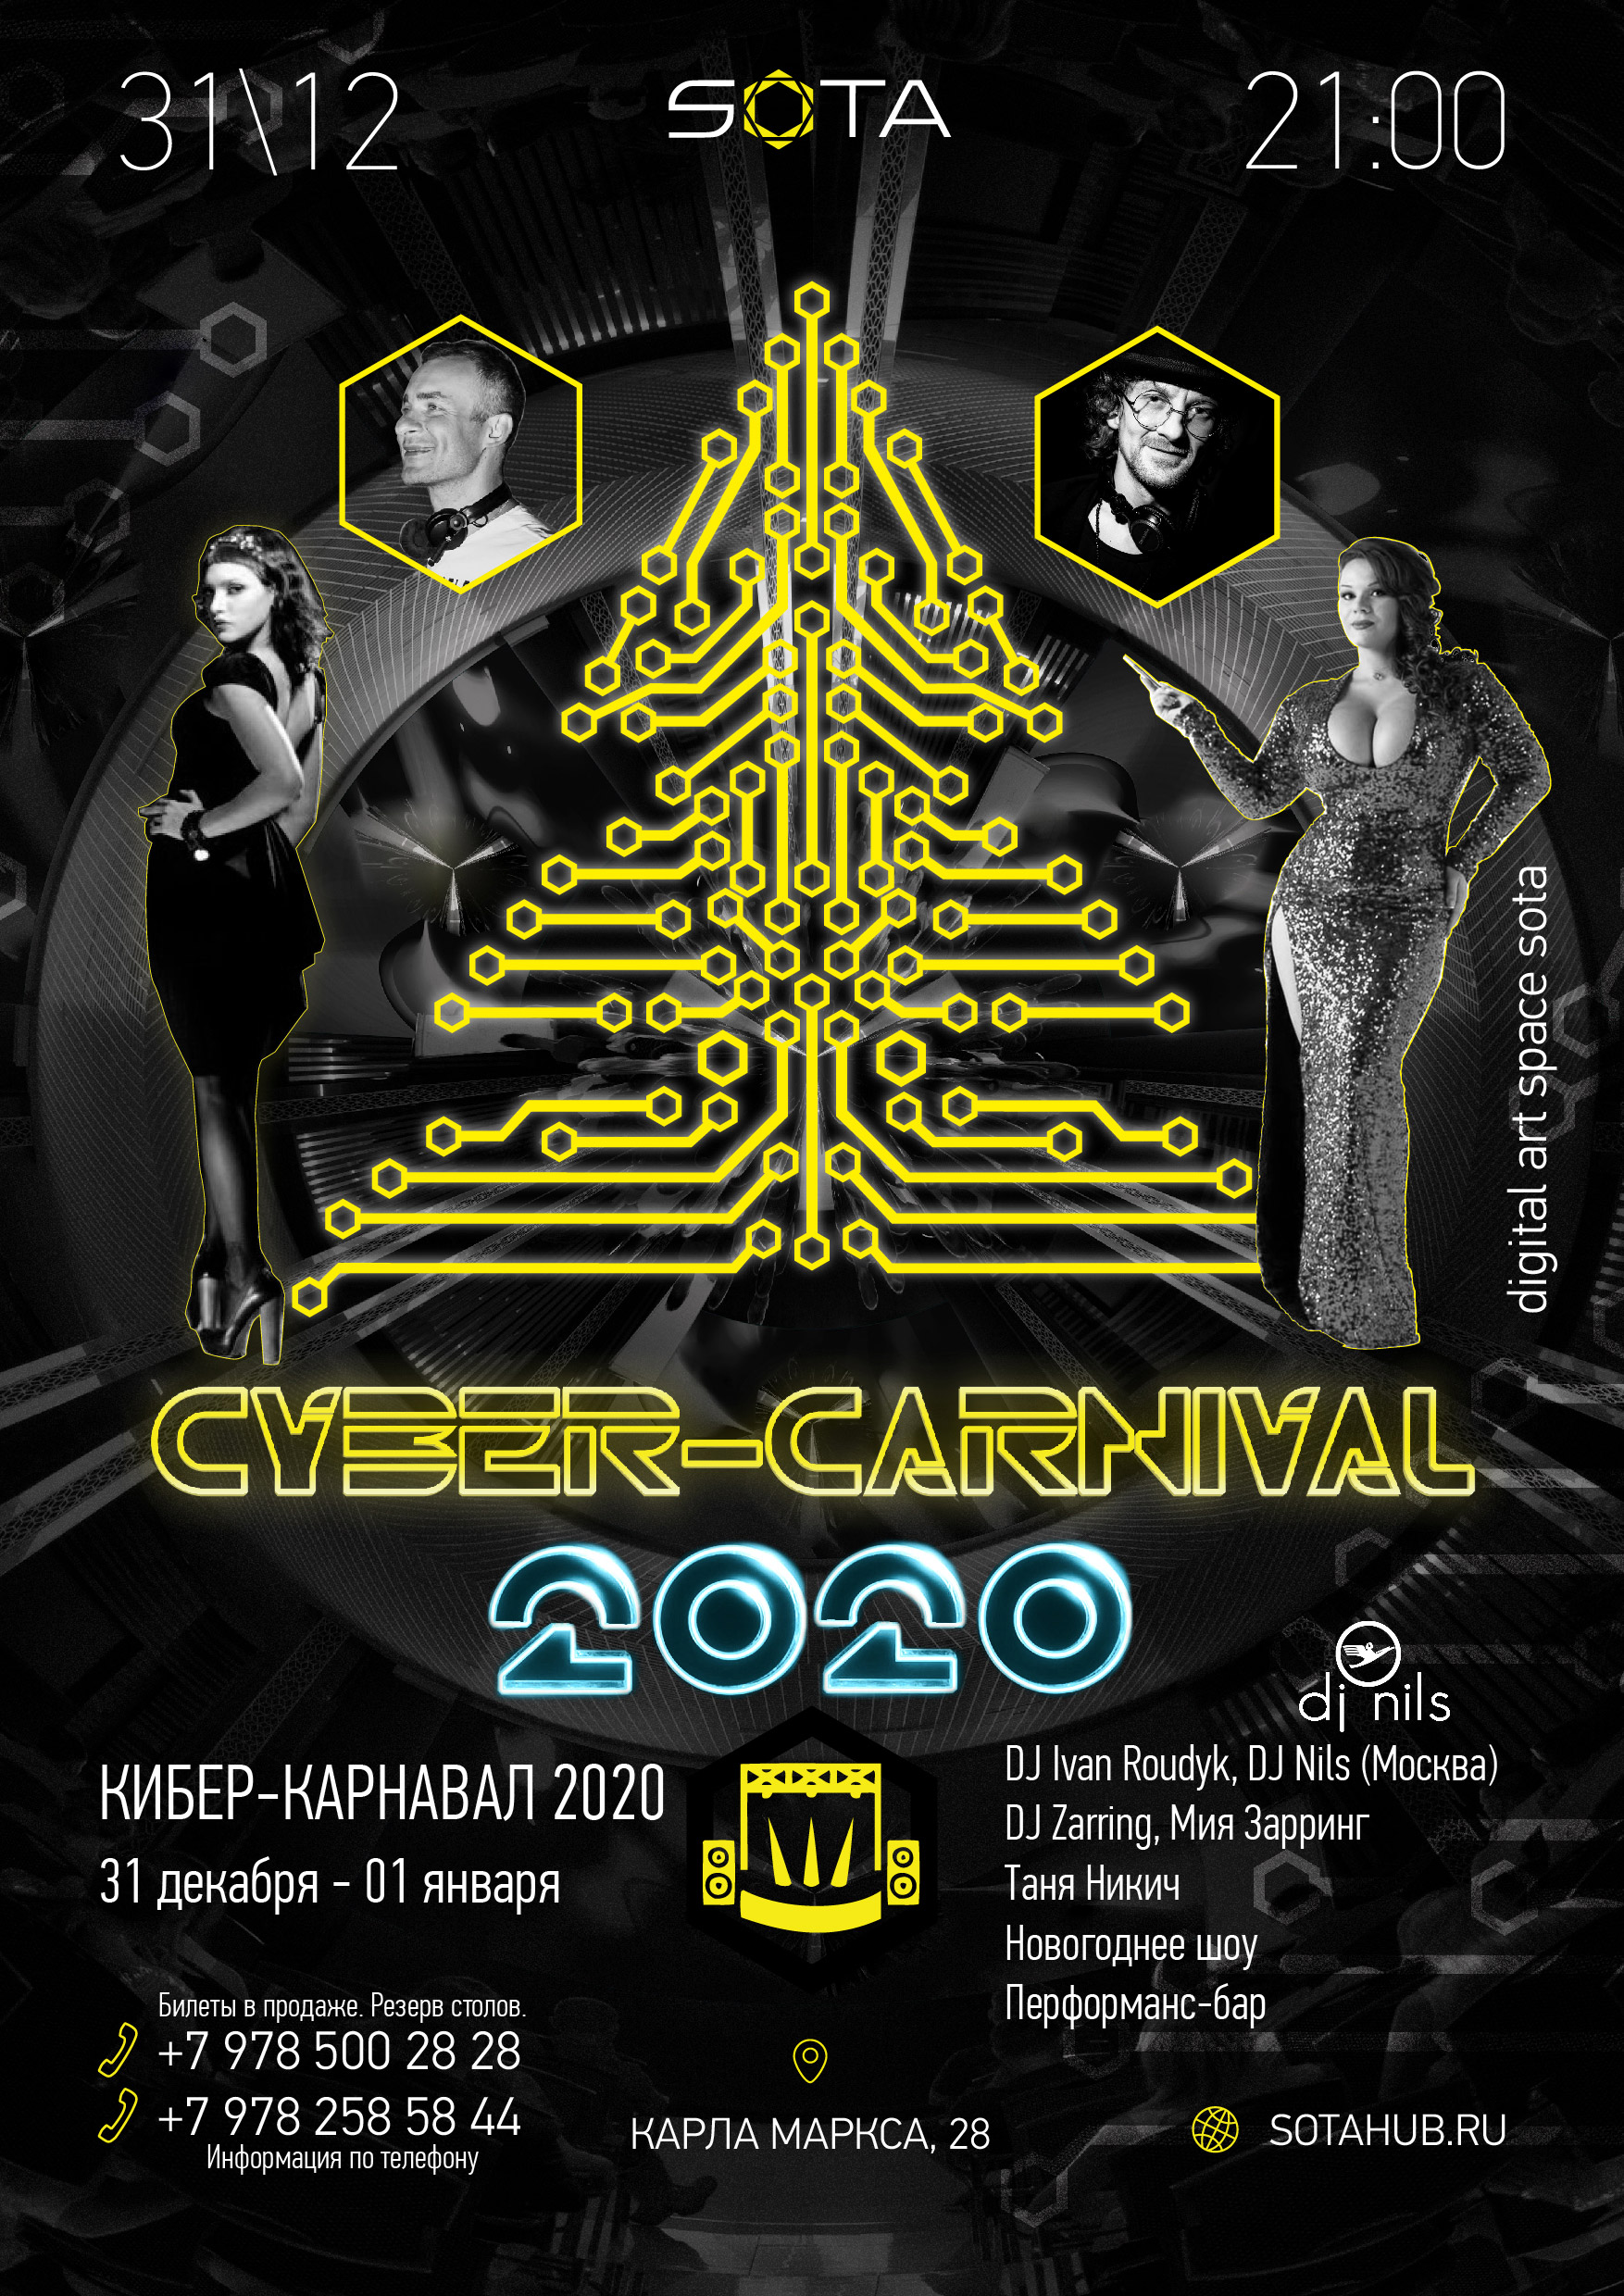 31\12
SOTA
21:00
digital art space sota
CYBER-CARNIVAL
2020
dj nils
КИБЕР-КАРНАВАЛ 2020
31 декабря - 01 января
DJ Ivan Roudyk, DJ Nils (Москва)
DJ Zarring, Мия Зарринг
Таня Никич
Новогоднее шоу
Перформанс-бар
Билеты в продаже. Резерв столов.
+7 978 500 28 28
+7 978 258 58 44
Информация по телефону
КАРЛА МАРКСА, 28
SOTAHUB.RU